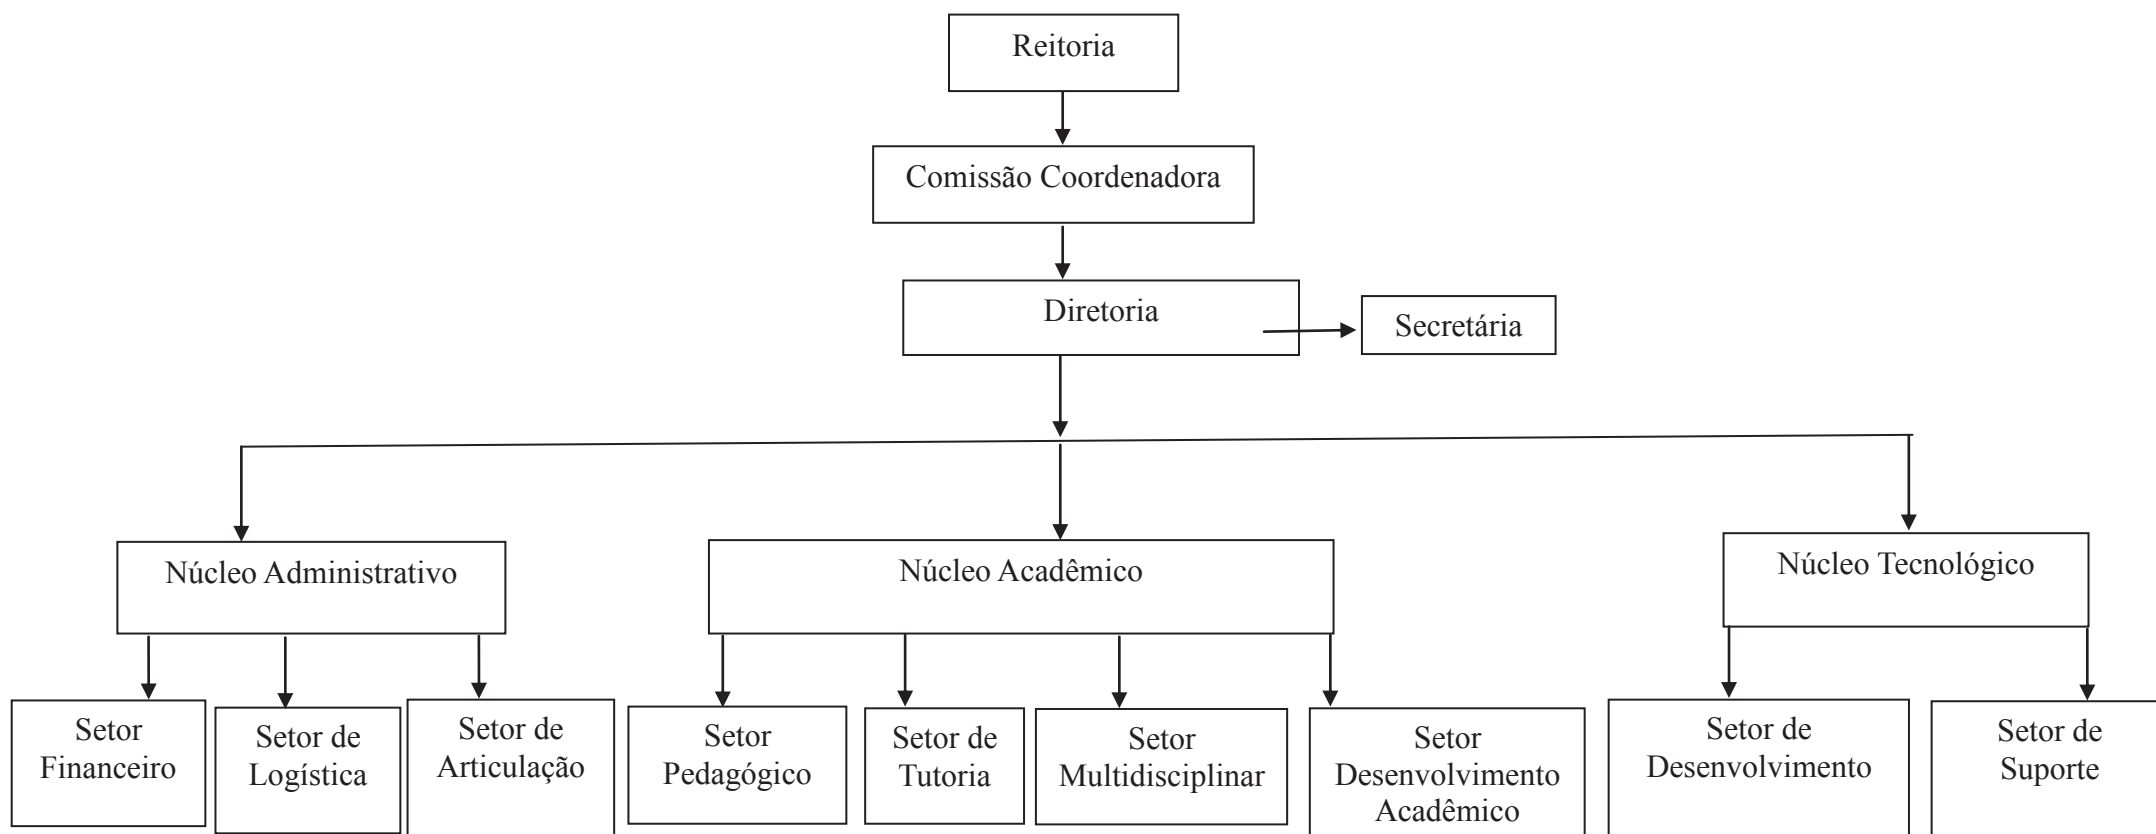 Reitoria
Comissão Coordenadora
Diretoria
Secretária
Núcleo Administrativo
Núcleo Acadêmico
Núcleo Tecnológico
Setor
Financeiro
Setor de
Logística
Setor de
Articulação
Setor
Pedagógico
Setor de
Tutoria
Setor
Multidisciplinar
Setor
Desenvolvimento
Acadêmico
Setor de
Desenvolvimento
Setor de
Suporte